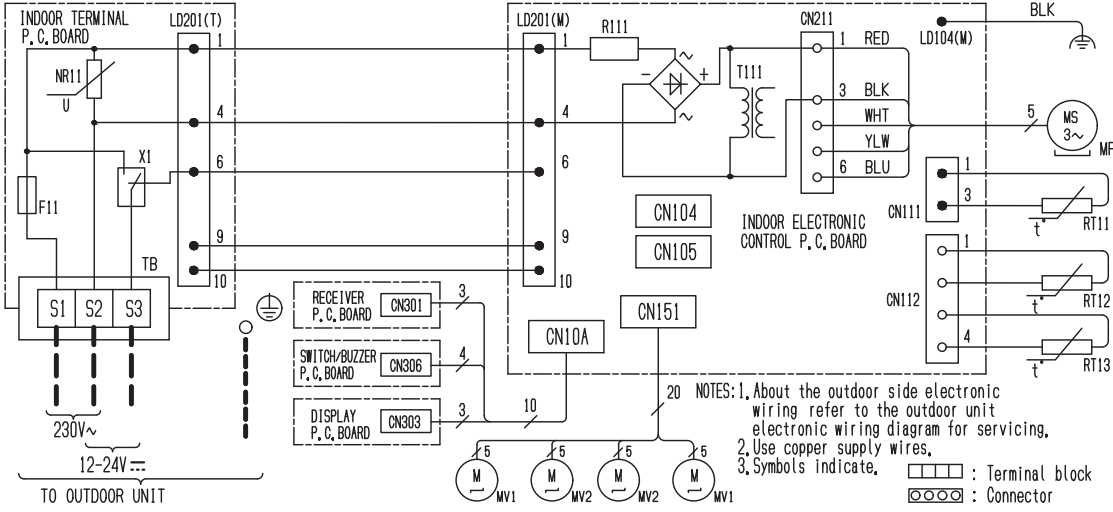 INDOOR TERMINAL
P.C.BOARD
LD201(T)
LD201(M)
R111
CN211
BLK
LD104(M)
1
1
1
RED
NR11
U
T111
~
-
+
~
3
BLK
WHT
YLW
6
BLU
5
MS
3~
MF
4
4
X1
6
6
F11
CN104
CN105
INDOOR ELECTRONIC
CONTROL P.C.BOARD
CN111
1
3
t°
RT11
9
9
TB
10
10
S1
S2
S3
CN112
1
t°
RT12
4
t°
RT13
RECEIVER
P.C.BOARD
CN301
3
CN10A
CN151
SWITCH/BUZZER
P.C.BOARD
CN306
4
DISPLAY
P.C.BOARD
CN303
3
10
20
230V~
12-24V⎓
TO OUTDOOR UNIT
5
M
MV1
5
M
MV2
5
M
MV2
5
M
MV1
NOTES:1.About the outdoor side electronic
wiring refer to the outdoor unit
electronic wiring diagram for servicing.
2.Use copper supply wires.
3.Symbols indicate.
: Terminal block
: Connector